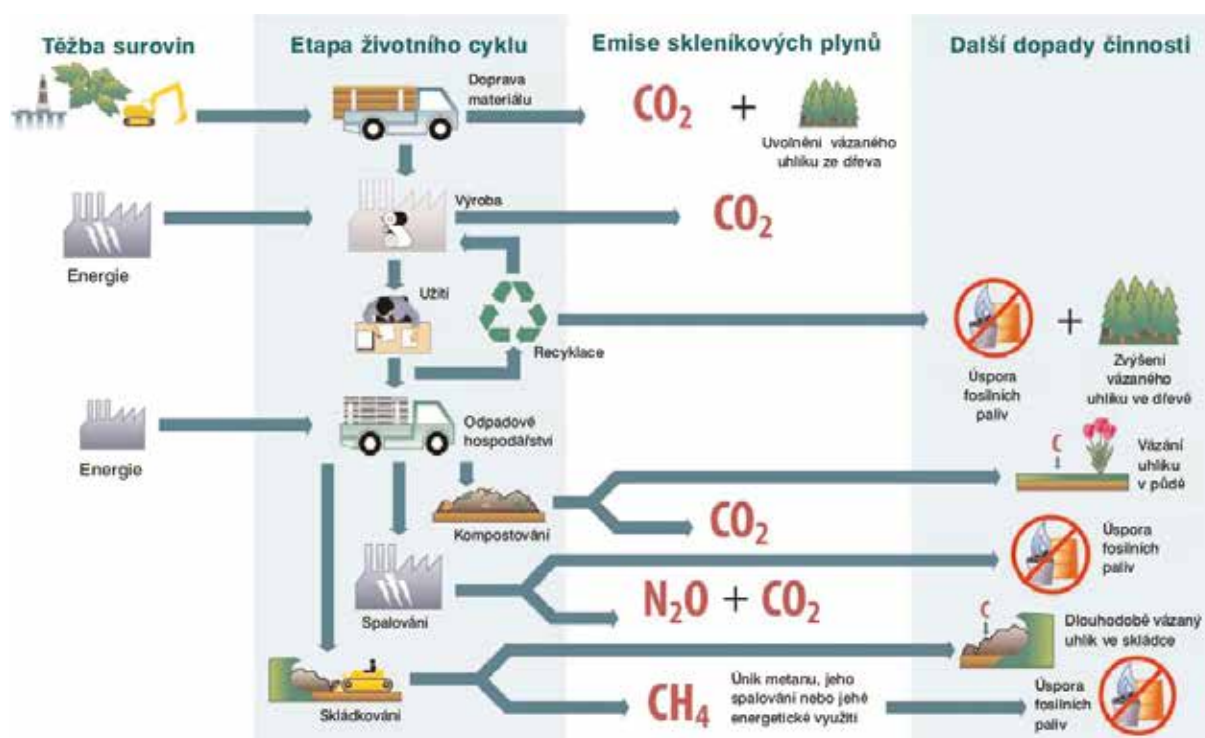 Těžba surovin
Etapa životního cyklu
Emise skleníkových plynů
Další dopady činnosti
Doprava
materiálu
CO2
+
Uvolnění vázaného
uhlíku ze dřeva
Energie
Výroba
CO2
Užití
Recyklace
Úspora
fosilních
paliv
+
Zvýšení
vázaného
uhlíku ve dřevě
Energie
Odpadové
hospodářství
Kompostování
CO2
C
Vázání
uhlíku
v půdě
Spalování
N2O + CO2
Úspora
fosilních
paliv
Skládkování
C
Dlouhodobě vázaný
uhlík ve skládce
CH4
Únik metanu, jeho
spalování nebo jehé
energetické využití
Úspora
fosilních
paliv